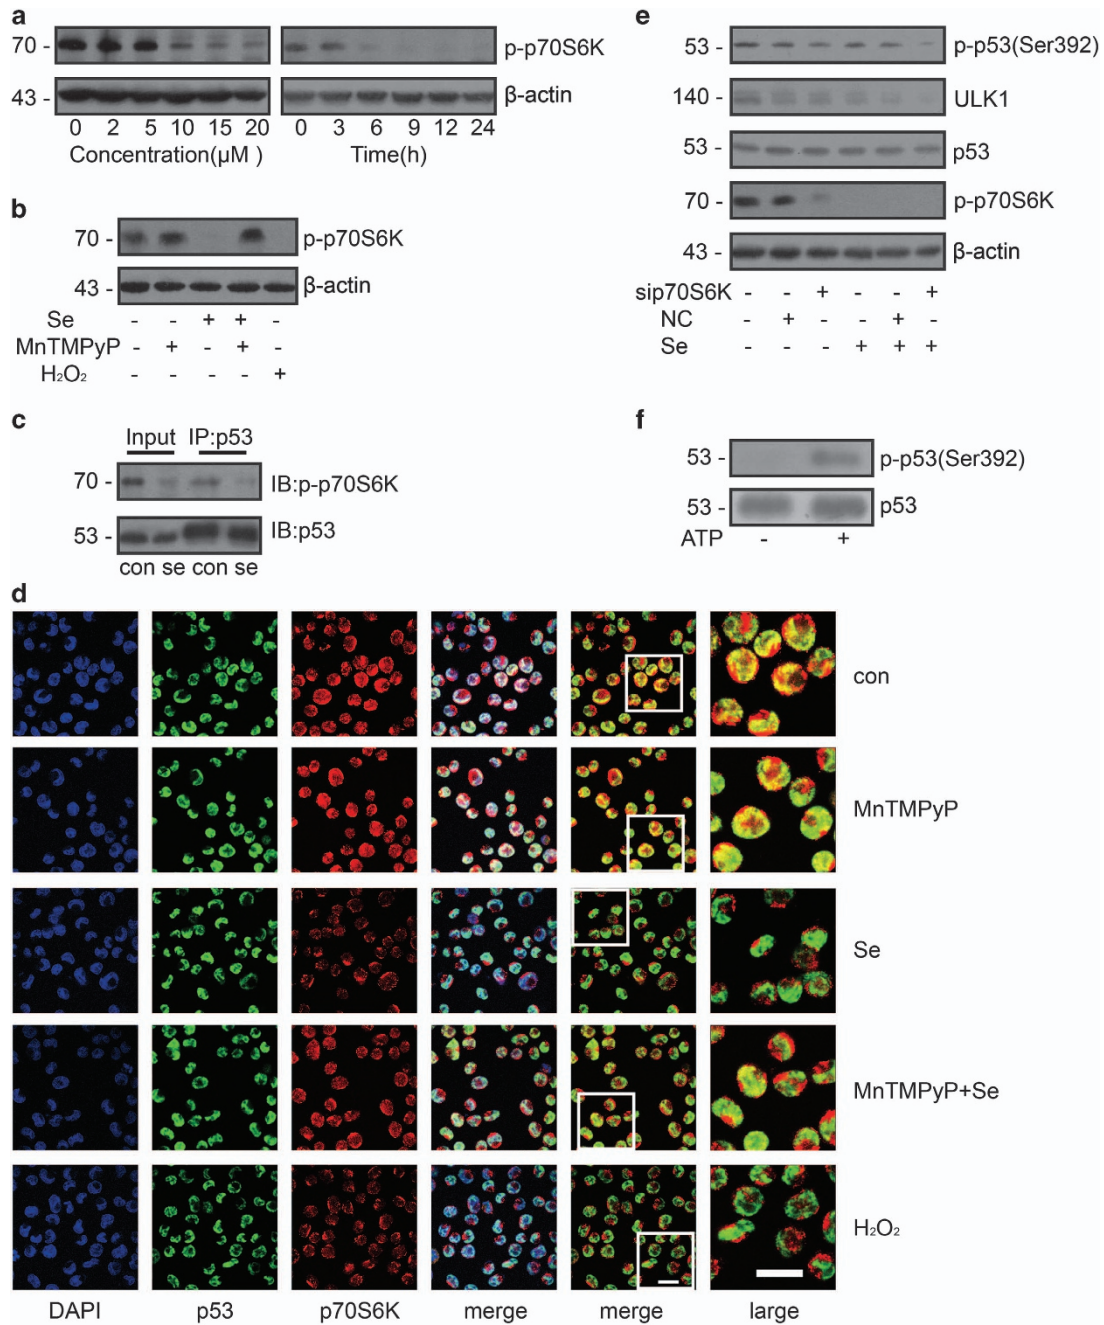 a
70 - p-p70S6K
43 - β-actin
0 2 5 10 15 20 0 3 6 9 12 24
Concentration(μM ) Time(h)
b
70 - p-p70S6K
43 - β-actin
Se - - + + -
MnTMPyP - + - + -
H₂O₂ - - - - +
c
Input IP:p53
70 - IB:p-p70S6K
53 - IB:p53
con se con se
d
con
MnTMPyP
Se
MnTMPyP+Se
H₂O₂
DAPI p53 p70S6K merge merge large
e
53 - p-p53(Ser392)
140 - ULK1
53 - p53
70 - p-p70S6K
43 - β-actin
sip70S6K - - + - - +
NC - + - - + -
Se - - - + + +
f
53 - p-p53(Ser392)
53 - p53
ATP - +